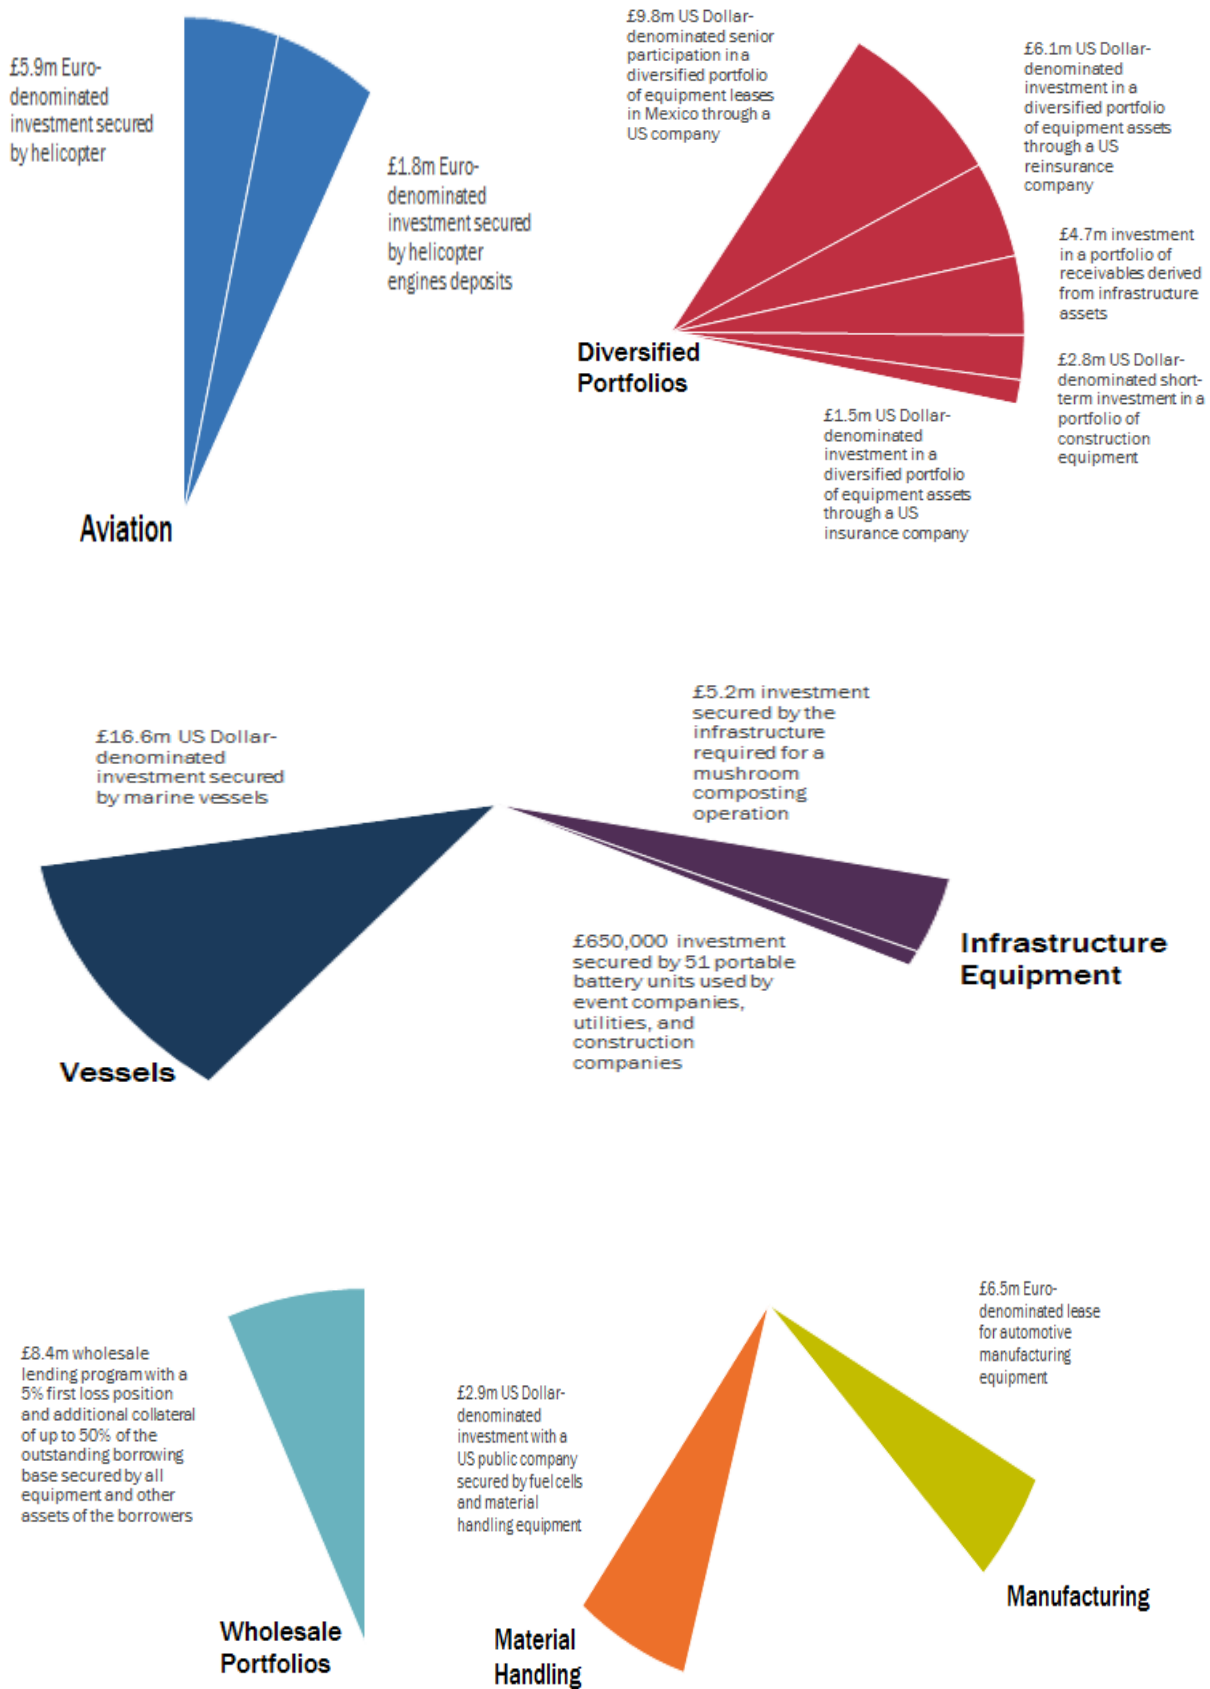 £5.9m Euro-
denominated
investment secured
by helicopter
£1.8m Euro-
denominated
investment secured
by helicopter
engines deposits
Aviation
£9.8m US Dollar-
denominated senior
participation in a
diversified portfolio
of equipment leases
in Mexico through a
US company
£6.1m US Dollar-
denominated
investment in a
diversified portfolio
of equipment assets
through a US
reinsurance
company
£4.7m investment
in a portfolio of
receivables derived
from infrastructure
assets
£2.8m US Dollar-
denominated short-
term investment in a
portfolio of
construction
equipment
£1.5m US Dollar-
denominated
investment in a
diversified portfolio
of equipment assets
through a US
insurance company
Diversified
Portfolios
£16.6m US Dollar-
denominated
investment secured
by marine vessels
Vessels
£5.2m investment
secured by the
infrastructure
required for a
mushroom
composting
operation
£650,000 investment
secured by 51 portable
battery units used by
event companies,
utilities, and
construction
companies
Infrastructure
Equipment
£8.4m wholesale
lending program with a
5% first loss position
and additional collateral
of up to 50% of the
outstanding borrowing
base secured by all
equipment and other
assets of the borrowers
Wholesale
Portfolios
£2.9m US Dollar-
denominated
investment with a
US public company
secured by fuel cells
and material
handling equipment
Material
Handling
£6.5m Euro-
denominated lease
for automotive
manufacturing
equipment
Manufacturing